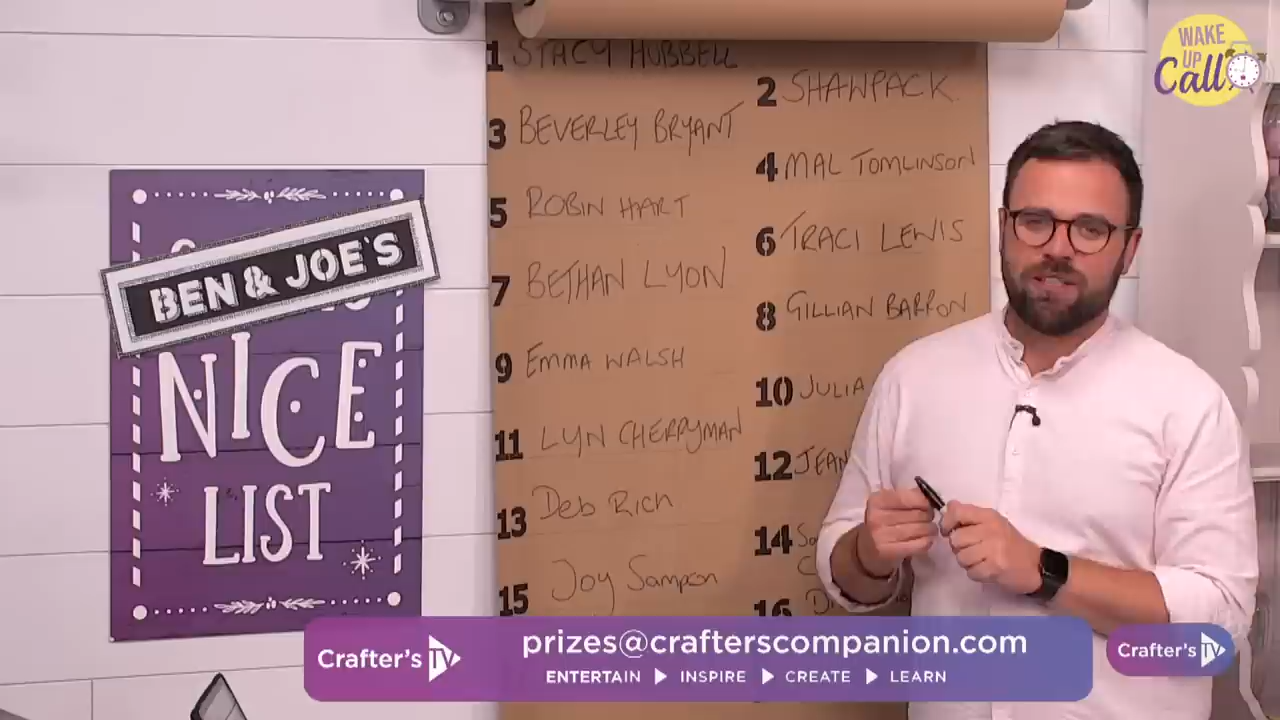 WAKE
UP
Call
1 STACY HUBBELL
2 SHAWPACK
3 BEVERLEY BRYANT
4 MAL TOMLINSON
5 ROBIN HART
6 TRACI LEWIS
7 BETHAN LYON
8 GILLIAN BARRON
9 EMMA WALSH
10 JULIA
11 LYN CHERRYMAN
12 JEAN
13 Deb Rich
14
15 Joy Sampson
16
BEN & JOE'S
NICE
LIST
Crafter's TV
prizes@crafterscompanion.com
ENTERTAIN INSPIRE CREATE LEARN
Crafter's TV